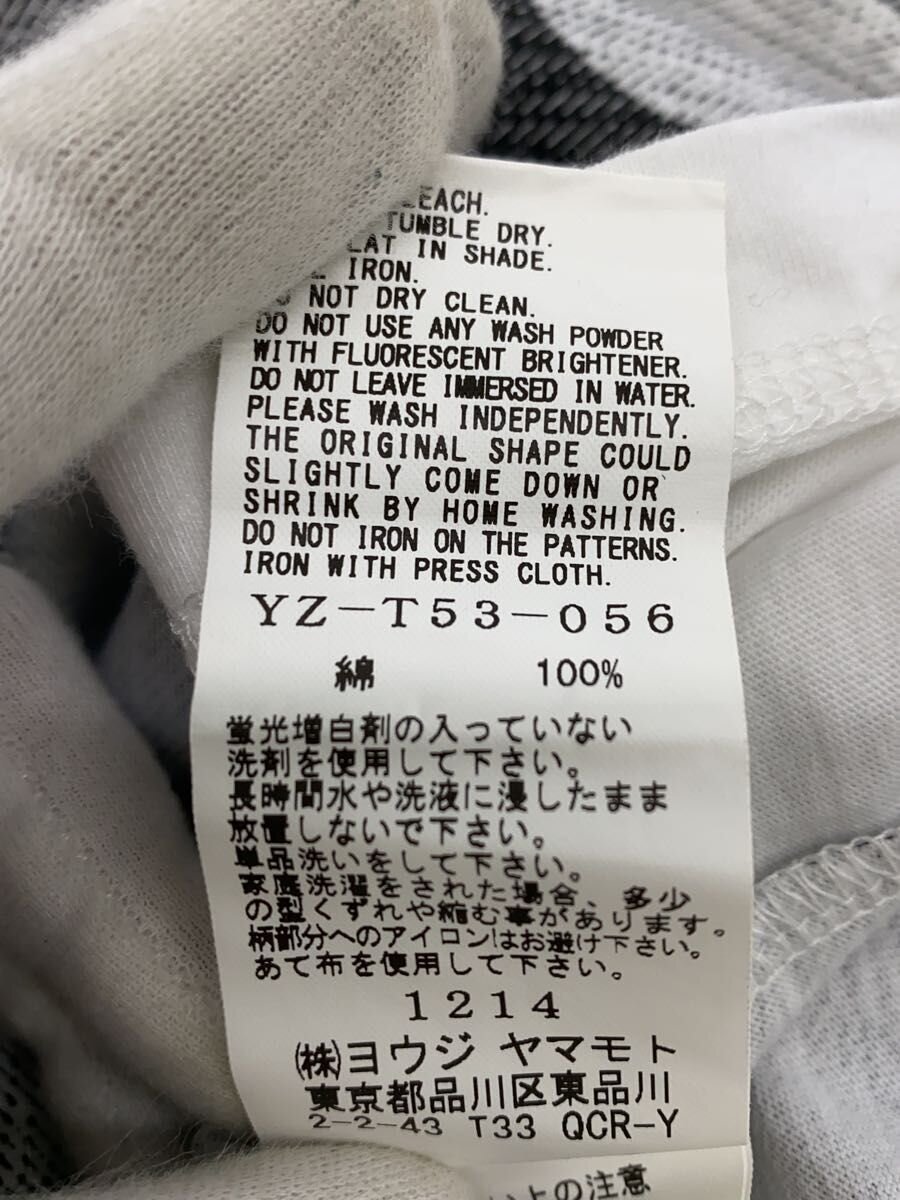 TUMBLE DRY.
IN SHADE.
IRON.
NOT DRY CLEAN.
DO NOT USE ANY WASH POWDER
WITH FLUORESCENT BRIGHTENER.
DO NOT LEAVE IMMERSED IN WATER.
PLEASE WASH INDEPENDENTLY.
THE ORIGINAL SHAPE COULD
SLIGHTLY COME DOWN OR
SHRINK BY HOME WASHING.
DO NOT IRON ON THE PATTERNS.
IRON WITH PRESS CLOTH.
YZ-T53-056
綿 100%
蛍光増白剤の入っていない
洗剤を使用して下さい。
長時間水や洗液に浸したまま
放置しないで下さい。
単品洗いをして下さい。
家庭洗濯をされた場合、多少
の型くずれや縮む事があります。
柄部分へのアイロンはお避け下さい。
あて布を使用して下さい。
1214
(株)ヨウジ ヤマモト
東京都品川区東品川
2-2-43 T33 QCR-Y
上の注意